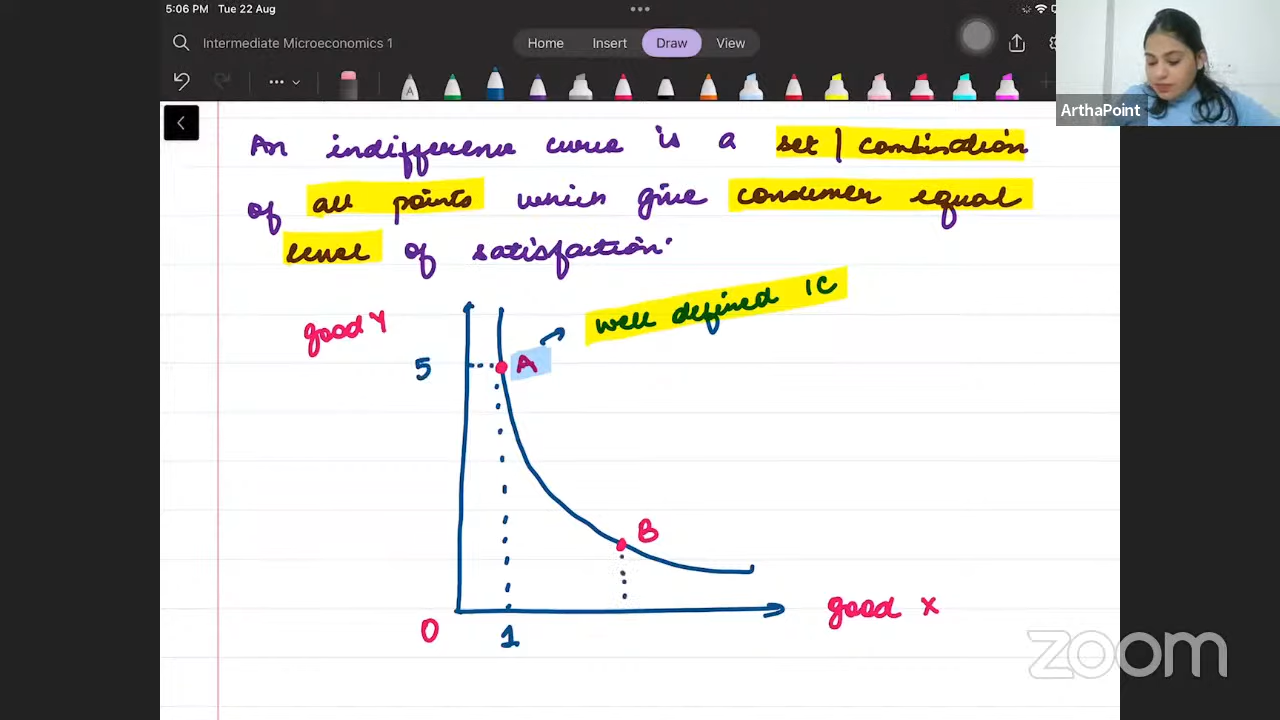 5:06 PM Tue 22 Aug
Intermediate Microeconomics 1
Home Insert Draw View
ArthaPoint
An indifference curve is a set | combination
of all points which give consumer equal
level of satisfaction.
well defined IC
good Y
5
A
B
good x
0
1
zoom